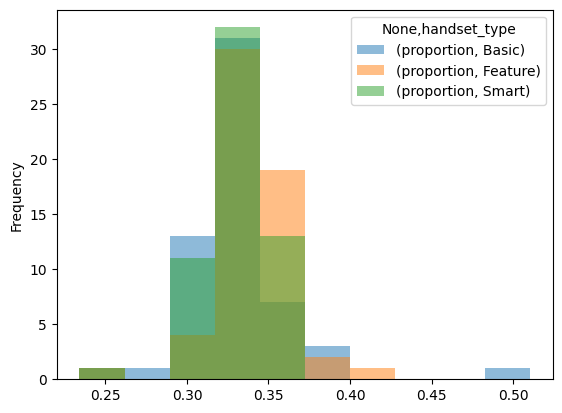 None,handset_type
(proportion, Basic)
(proportion, Feature)
(proportion, Smart)
Frequency
30
25
20
15
10
5
0
0.25 0.30 0.35 0.40 0.45 0.50